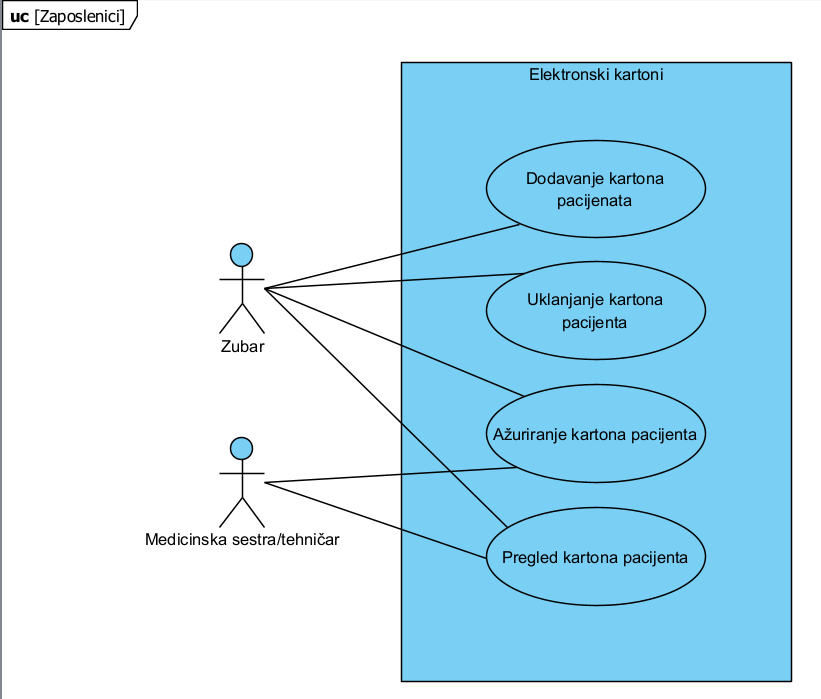 uc [Zaposlenici]
Elektronski kartoni
Dodavanje kartona
pacijenata
Uklanjanje kartona
pacijenta
Zubar
Ažuriranje kartona pacijenta
Medicinska sestra/tehničar
Pregled kartona pacijenta